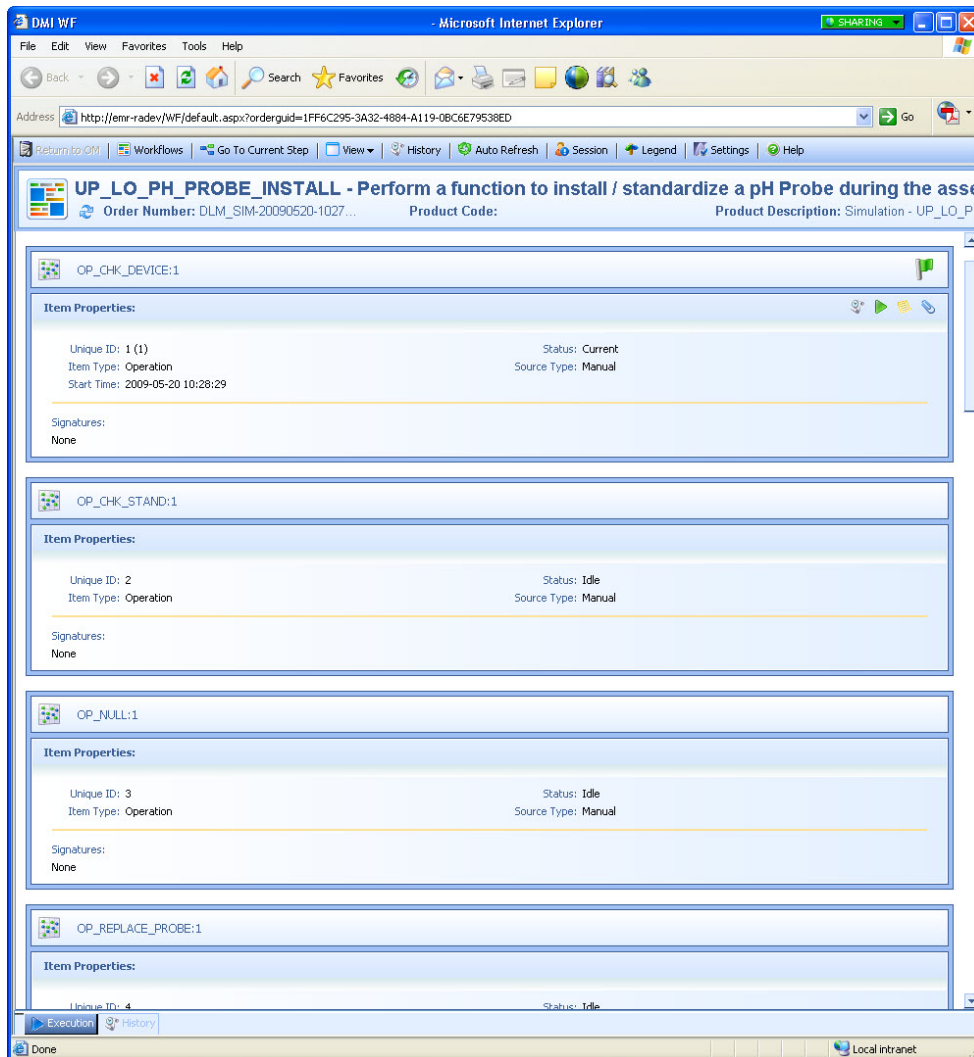 DMI WF - Microsoft Internet Explorer SHARING
File Edit View Favorites Tools Help
Back Search Favorites
Address http://emr-radev/WF/default.aspx?orderguid=1FF6C295-3A32-4884-A119-0BC6E79538ED Go
Return to OM Workflows Go To Current Step View History Auto Refresh Session Legend Settings Help
UP_LO_PH_PROBE_INSTALL - Perform a function to install / standardize a pH Probe during the asse
Order Number: DLM_SIM-20090520-1027... Product Code: Product Description: Simulation - UP_LO_P
OP_CHK_DEVICE:1
Item Properties:
Unique ID: 1 (1) Status: Current
Item Type: Operation Source Type: Manual
Start Time: 2009-05-20 10:28:29
Signatures:
None
OP_CHK_STAND:1
Item Properties:
Unique ID: 2 Status: Idle
Item Type: Operation Source Type: Manual
Signatures:
None
OP_NULL:1
Item Properties:
Unique ID: 3 Status: Idle
Item Type: Operation Source Type: Manual
Signatures:
None
OP_REPLACE_PROBE:1
Item Properties:
Unique ID: 4 Status: Idle
Execution History
Done Local intranet